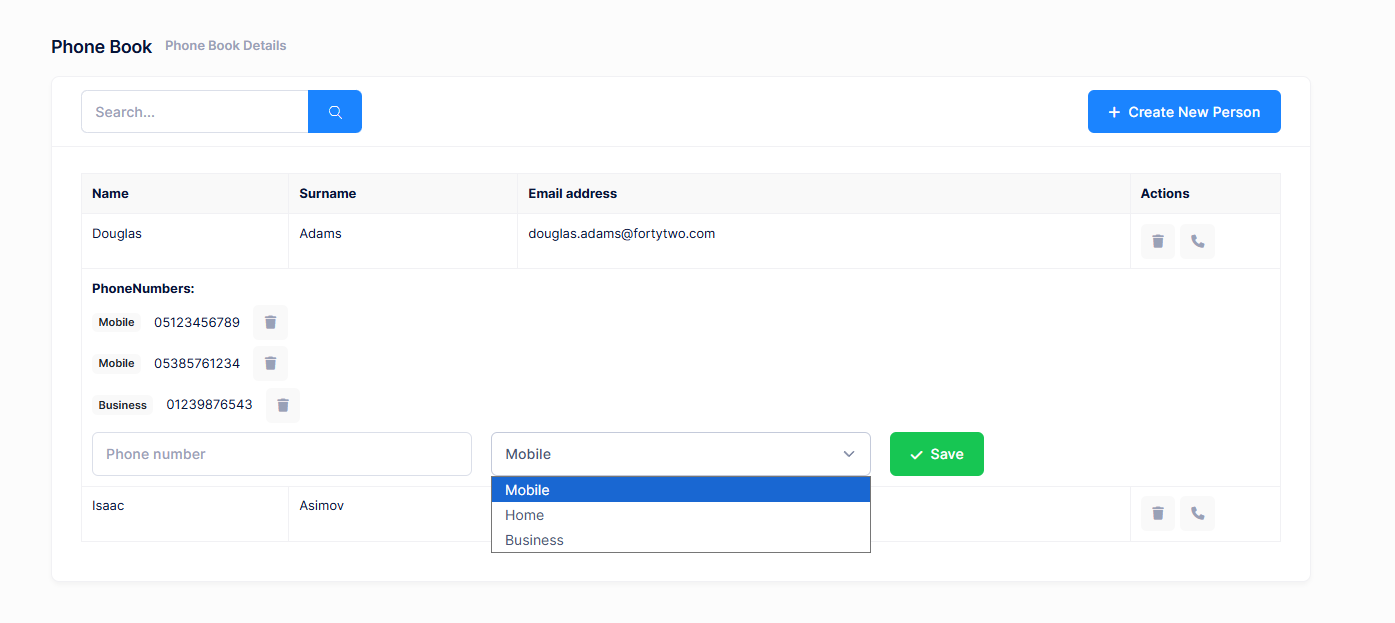 Phone Book Phone Book Details
Search... + Create New Person
Name Surname Email address Actions
Douglas Adams douglas.adams@fortytwo.com
PhoneNumbers:
Mobile 05123456789
Mobile 05385761234
Business 01239876543
Phone number Mobile Save
Mobile
Isaac Asimov
Home
Business